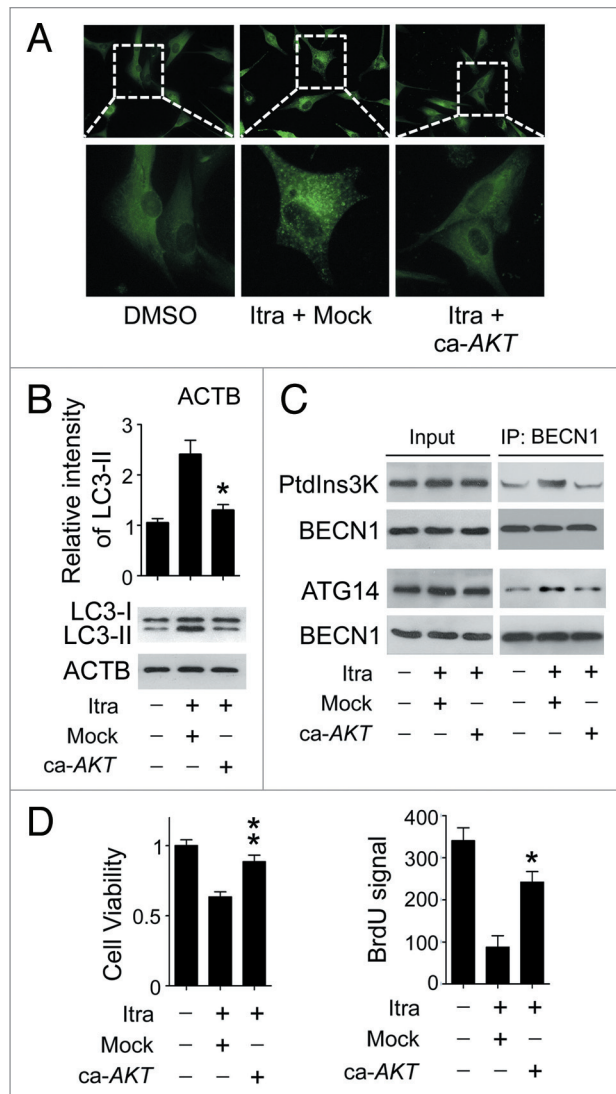 A
DMSO
Itra + Mock
Itra +
ca-AKT
B
ACTB
Relative intensity
of LC3-II
3
2
1
0
LC3-I
LC3-II
ACTB
Itra − + +
Mock − + −
ca-AKT − − +
*
C
Input
IP: BECN1
PtdIns3K
BECN1
ATG14
BECN1
Itra − + + − + +
Mock − + − − + −
ca-AKT − − + − − +
D
Cell Viability
1
0.5
0
**
Itra − + +
Mock − + −
ca-AKT − − +
BrdU signal
400
300
200
100
0
*
Itra − + +
Mock − + −
ca-AKT − − +